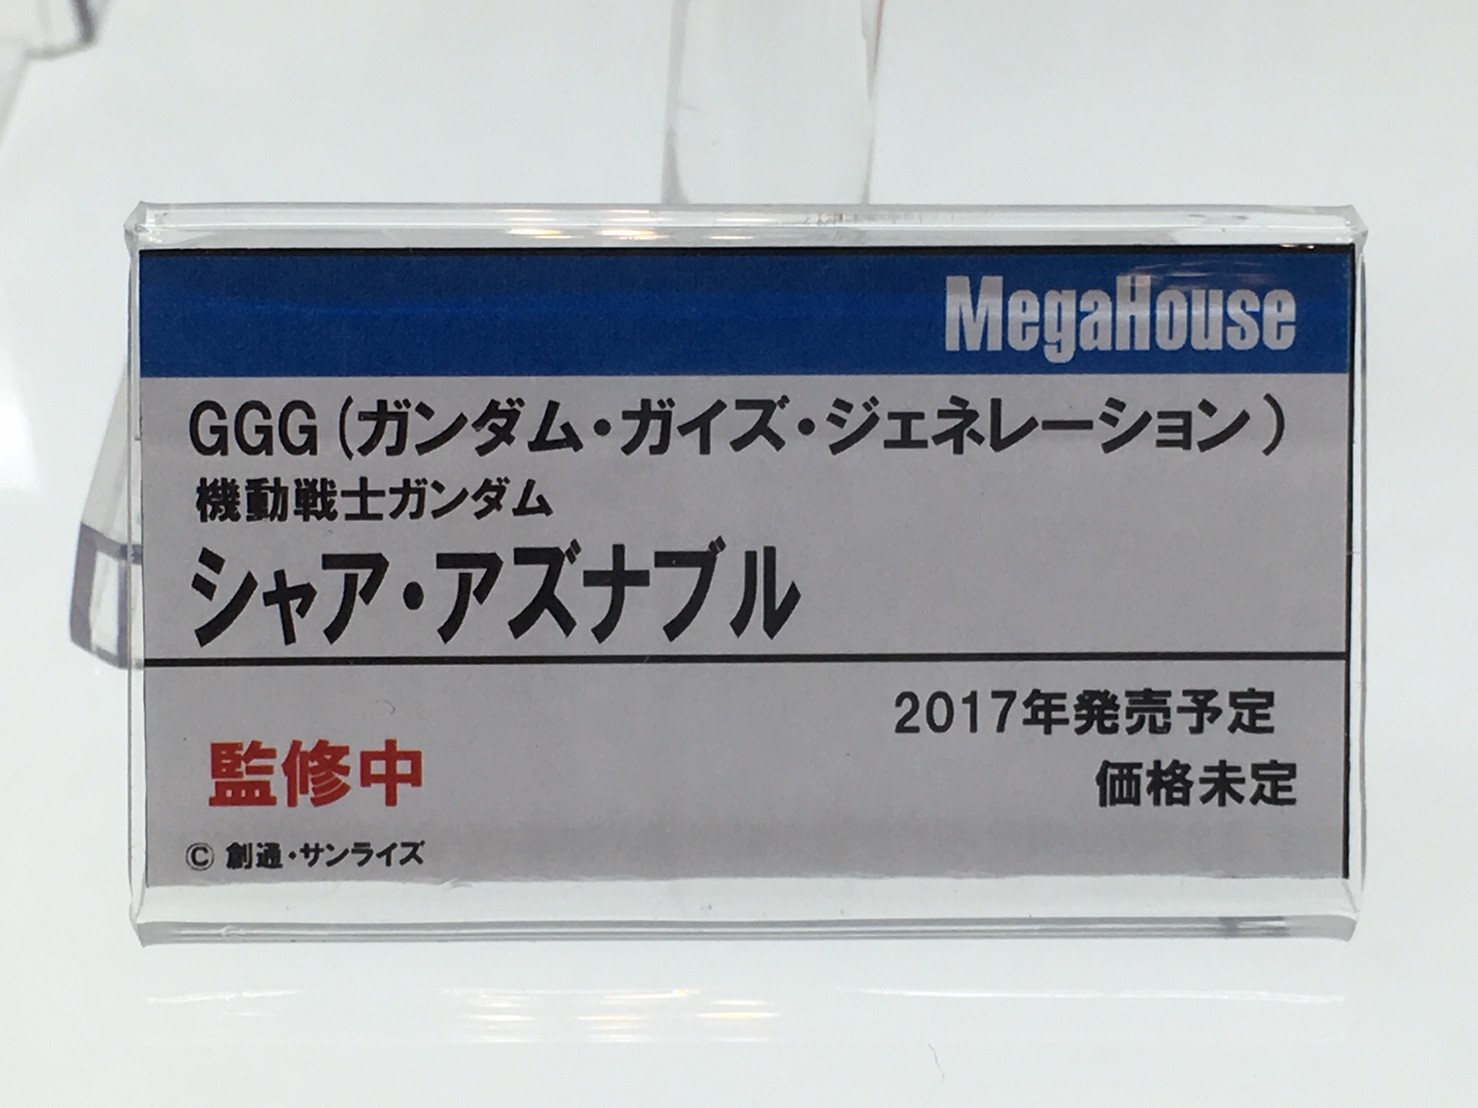 MegaHouse
GGG(ガンダム・ガイズ・ジェネレーション)
機動戦士ガンダム
シャア・アズナブル
2017年発売予定
監修中
価格未定
© 創通・サンライズ